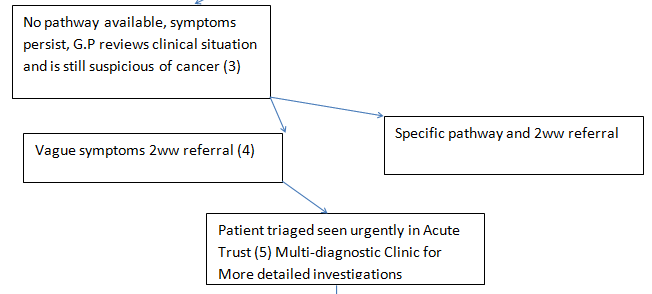 No pathway available, symptoms
persist, G.P reviews clinical situation
and is still suspicious of cancer (3)
Vague symptoms 2ww referral (4)
Specific pathway and 2ww referral
Patient triaged seen urgently in Acute
Trust (5) Multi-diagnostic Clinic for
More detailed investigations